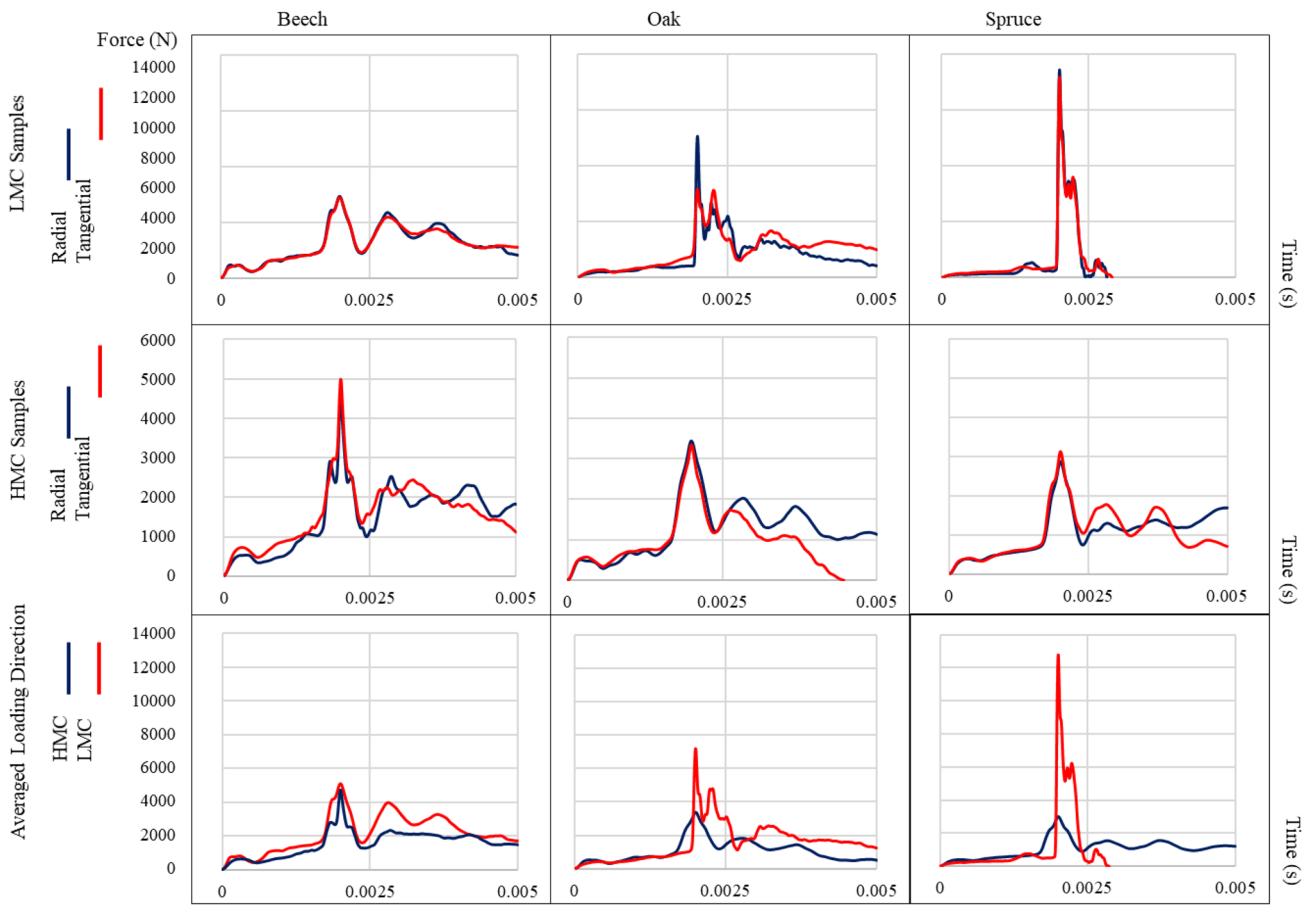 Beech Oak Spruce
Force (N)
LMC Samples
Radial
Tangential
14000
12000
10000
8000
6000
4000
2000
0
0 0.0025 0.005
0 0.0025 0.005
0 0.0025 0.005
Time (s)
HMC Samples
Radial
Tangential
6000
5000
4000
3000
2000
1000
0
0 0.0025 0.005
0 0.0025 0.005
0 0.0025 0.005
Time (s)
Averaged Loading Direction
HMC
LMC
14000
12000
10000
8000
6000
4000
2000
0
0 0.0025 0.005
0 0.0025 0.005
0 0.0025 0.005
Time (s)